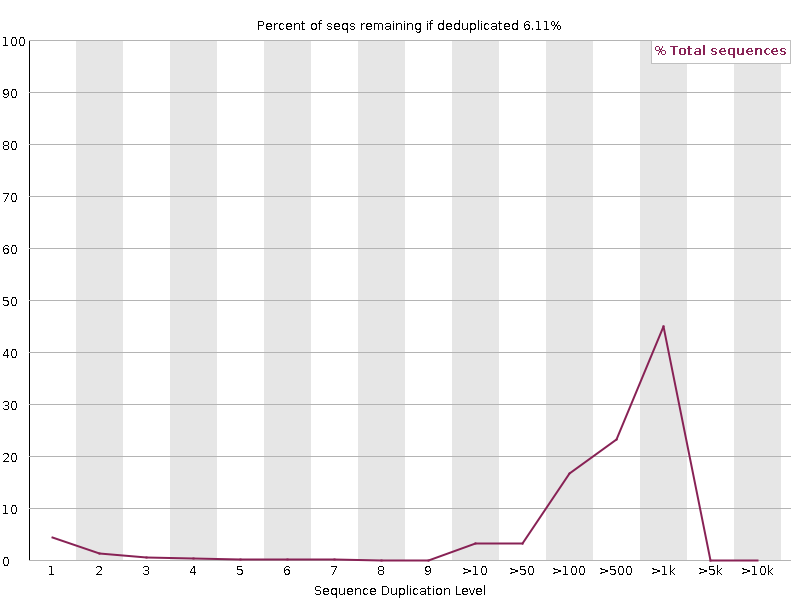 Percent of seqs remaining if deduplicated 6.11%
% Total sequences
100
90
80
70
60
50
40
30
20
10
0
1 2 3 4 5 6 7 8 9 >10 >50 >100 >500 >1k >5k >10k
Sequence Duplication Level